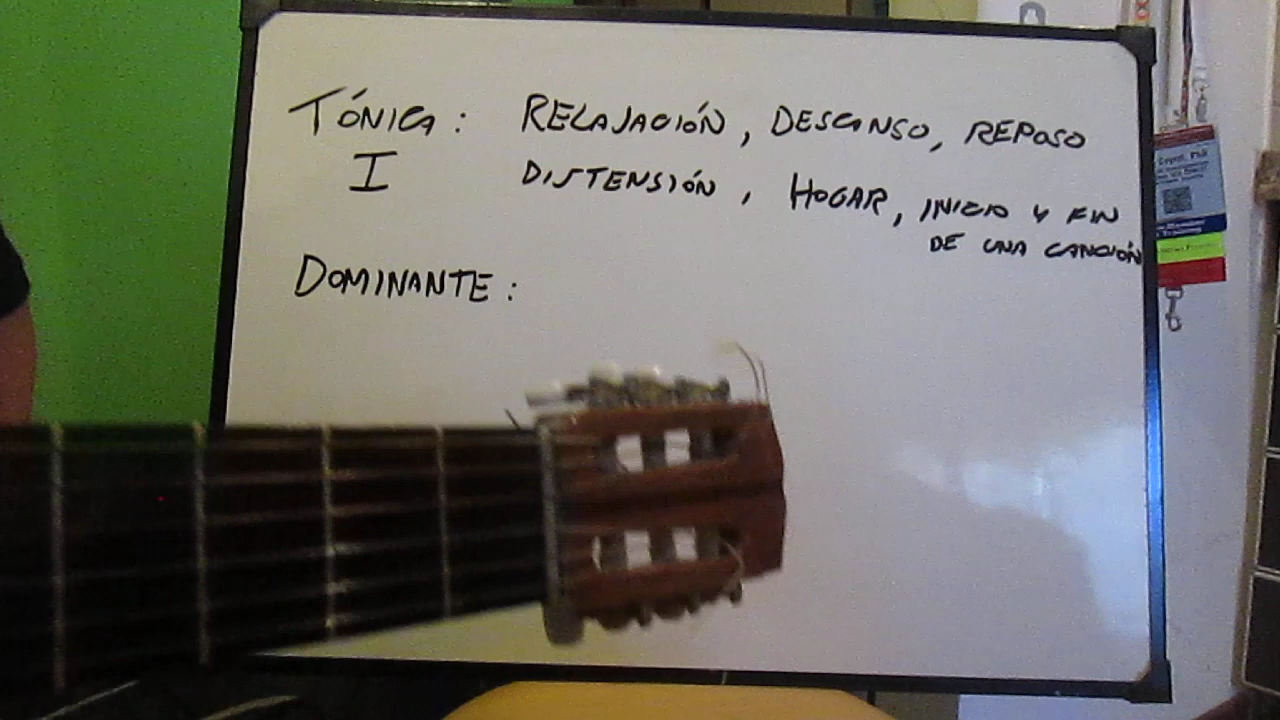 TÓNICA: RELAJACIÓN, DESCANSO, REPOSO
I DISTENSIÓN, HOGAR, INICIO Y FIN
DE UNA CANCIÓN
DOMINANTE: